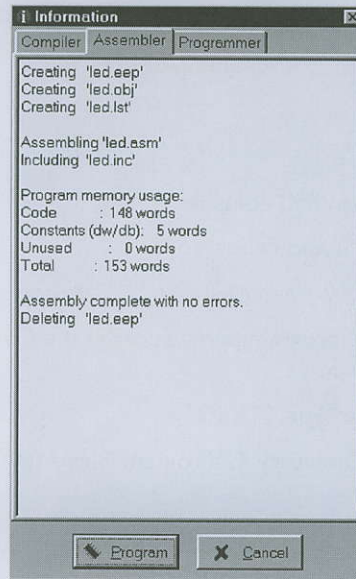 Information
Compiler Assembler Programmer
Creating 'led.eep'
Creating 'led.obj'
Creating 'led.lst'
Assembling 'led.asm'
Including 'led.inc'
Program memory usage:
Code : 148 words
Constants (dw/db): 5 words
Unused : 0 words
Total : 153 words
Assembly complete with no errors.
Deleting 'led.eep'
Program Cancel